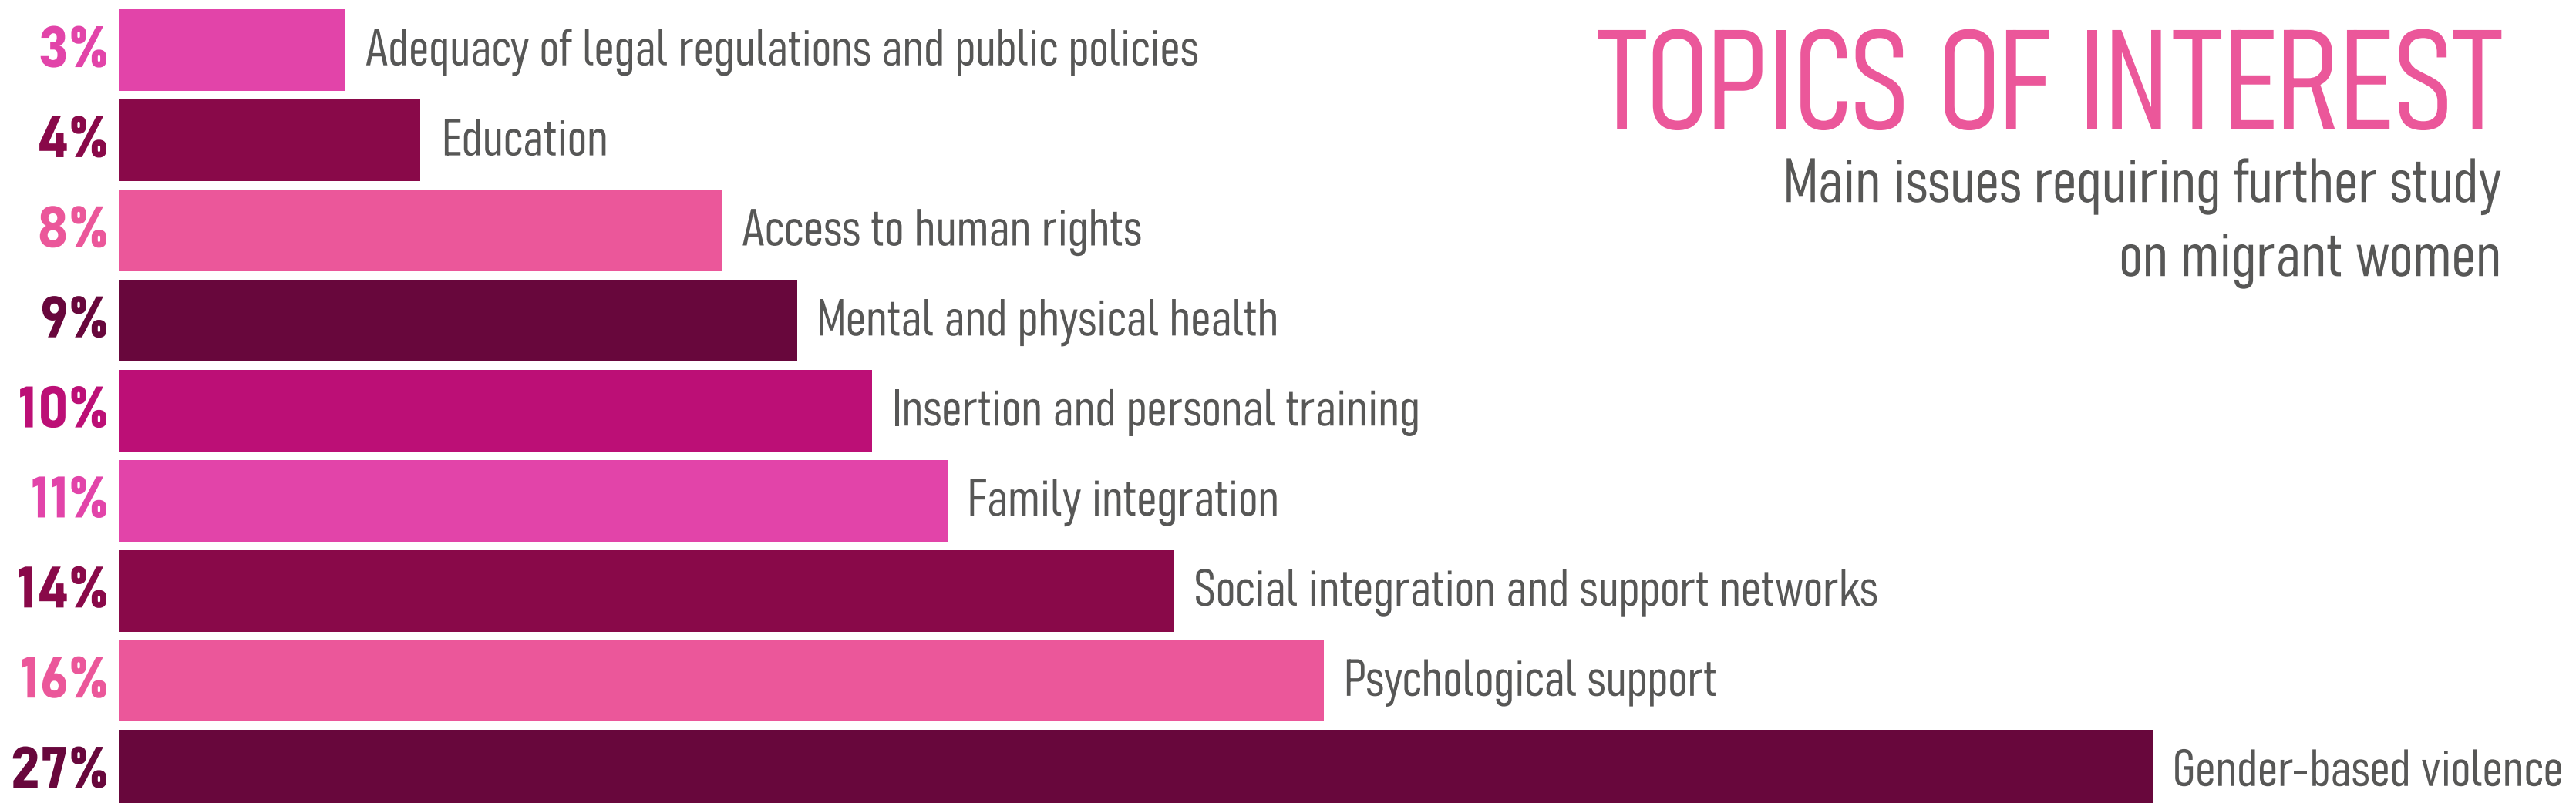 TOPICS OF INTEREST
Main issues requiring further study
on migrant women
3% Adequacy of legal regulations and public policies
4% Education
8% Access to human rights
9% Mental and physical health
10% Insertion and personal training
11% Family integration
14% Social integration and support networks
16% Psychological support
27% Gender-based violence